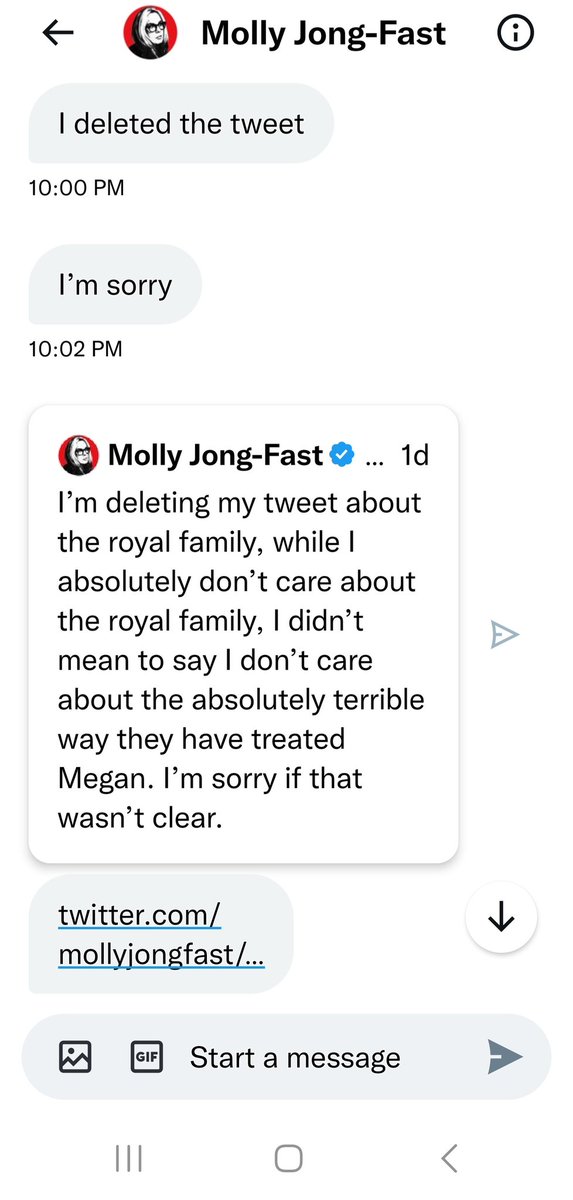 Molly Jong-Fast
I deleted the tweet
10:00 PM
I’m sorry
10:02 PM
Molly Jong-Fast ... 1d
I’m deleting my tweet about
the royal family, while I
absolutely don’t care about
the royal family, I didn’t
mean to say I don’t care
about the absolutely terrible
way they have treated
Megan. I’m sorry if that
wasn’t clear.
twitter.com/
mollyjongfast/...
GIF Start a message